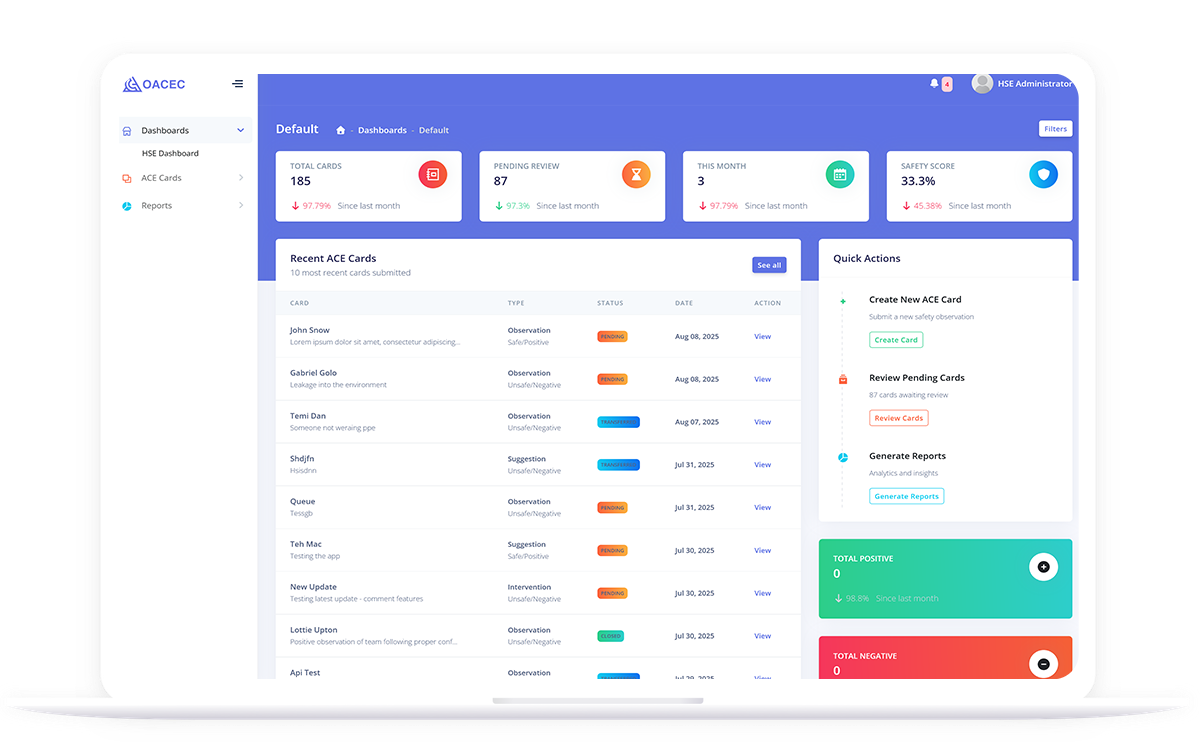 OACEC
4
HSE Administrator
Dashboards
HSE Dashboard
ACE Cards
Reports
Default
- Dashboards - Default
Filters
TOTAL CARDS
185
97.79% Since last month
PENDING REVIEW
87
97.3% Since last month
THIS MONTH
3
97.79% Since last month
SAFETY SCORE
33.3%
45.38% Since last month
Recent ACE Cards
10 most recent cards submitted
See all
CARD TYPE STATUS DATE ACTION
John Snow Observation
Lorem ipsum dolor sit amet, consectetur adipiscing... Safe/Positive
PENDING Aug 08, 2025 View
Gabriel Golo Observation
Leakage into the environment Unsafe/Negative
PENDING Aug 08, 2025 View
Temi Dan Observation
Someone not weraing ppe Unsafe/Negative
Aug 07, 2025 View
Shdjfn Suggestion
Hsisdnn Unsafe/Negative
Jul 31, 2025 View
Queue Observation
Tessgb Unsafe/Negative
PENDING Jul 31, 2025 View
Teh Mac Suggestion
Testing the app Safe/Positive
PENDING Jul 30, 2025 View
New Update Intervention
Testing latest update - comment features Unsafe/Negative
PENDING Jul 30, 2025 View
Lottie Upton Observation
Positive observation of team following proper conf... Unsafe/Negative
CLOSED Jul 30, 2025 View
Api Test Observation
Jul 29, 2025 View
Quick Actions
Create New ACE Card
Submit a new safety observation
Create Card
Review Pending Cards
87 cards awaiting review
Review Cards
Generate Reports
Analytics and insights
Generate Reports
TOTAL POSITIVE
0
98.8% Since last month
TOTAL NEGATIVE
0